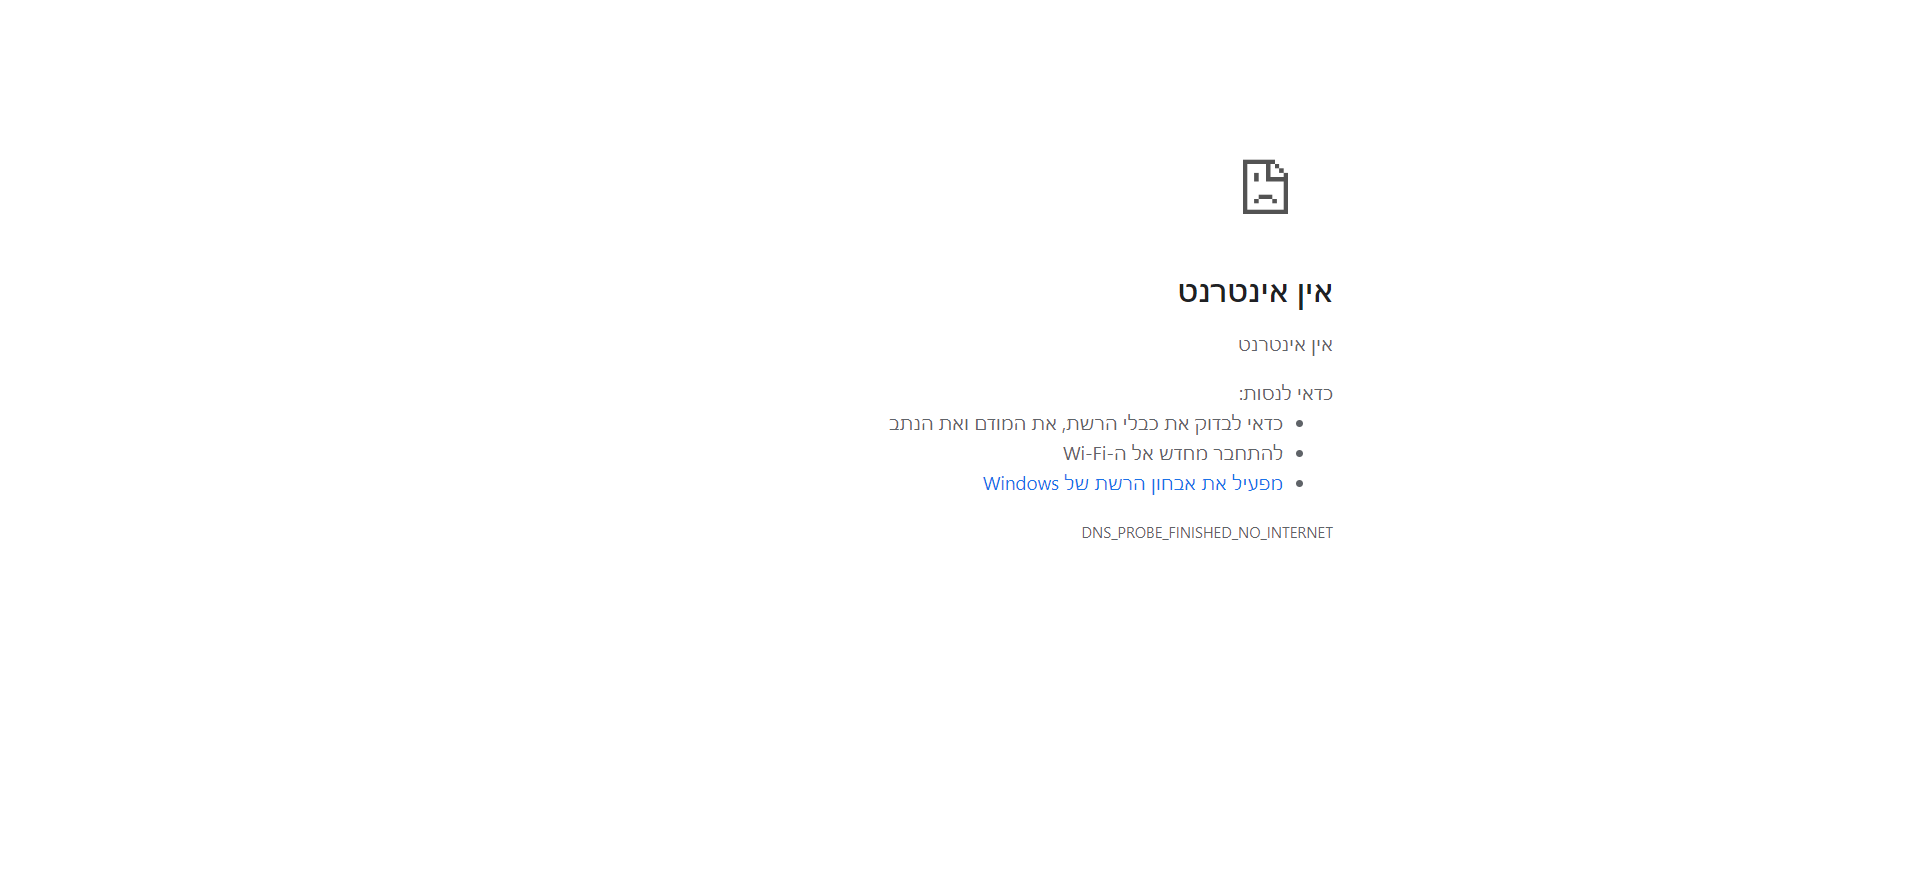 אין אינטרנט
אין אינטרנט
כדאי לנסות:
כדאי לבדוק את כבלי הרשת, את המודם ואת הנתב
להתחבר מחדש אל ה-Wi-Fi
מפעיל את אבחון הרשת של Windows
DNS_PROBE_FINISHED_NO_INTERNET